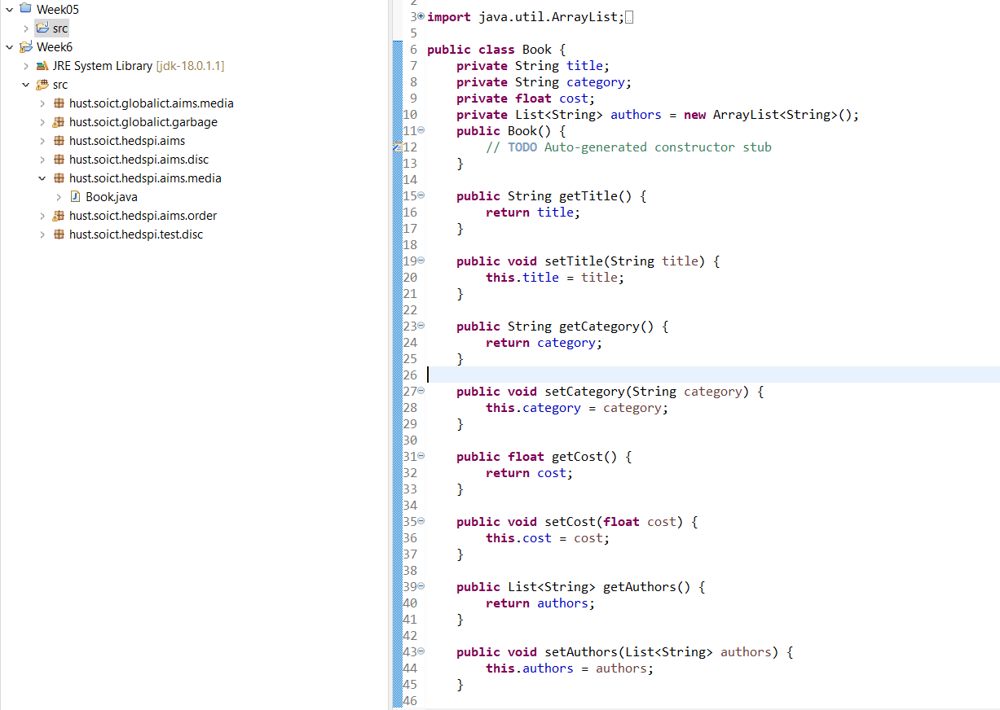 Week05
src
Week6
JRE System Library [jdk-18.0.1.1]
src
hust.soict.globalict.aims.media
hust.soict.globalict.garbage
hust.soict.hedspi.aims
hust.soict.hedspi.aims.disc
hust.soict.hedspi.aims.media
Book.java
hust.soict.hedspi.aims.order
hust.soict.hedspi.test.disc
2
3 import java.util.ArrayList;
5
6 public class Book {
7     private String title;
8     private String category;
9     private float cost;
10     private List<String> authors = new ArrayList<String>();
11     public Book() {
12         // TODO Auto-generated constructor stub
13     }
14
15     public String getTitle() {
16         return title;
17     }
18
19     public void setTitle(String title) {
20         this.title = title;
21     }
22
23     public String getCategory() {
24         return category;
25     }
26
27     public void setCategory(String category) {
28         this.category = category;
29     }
30
31     public float getCost() {
32         return cost;
33     }
34
35     public void setCost(float cost) {
36         this.cost = cost;
37     }
38
39     public List<String> getAuthors() {
40         return authors;
41     }
42
43     public void setAuthors(List<String> authors) {
44         this.authors = authors;
45     }
46